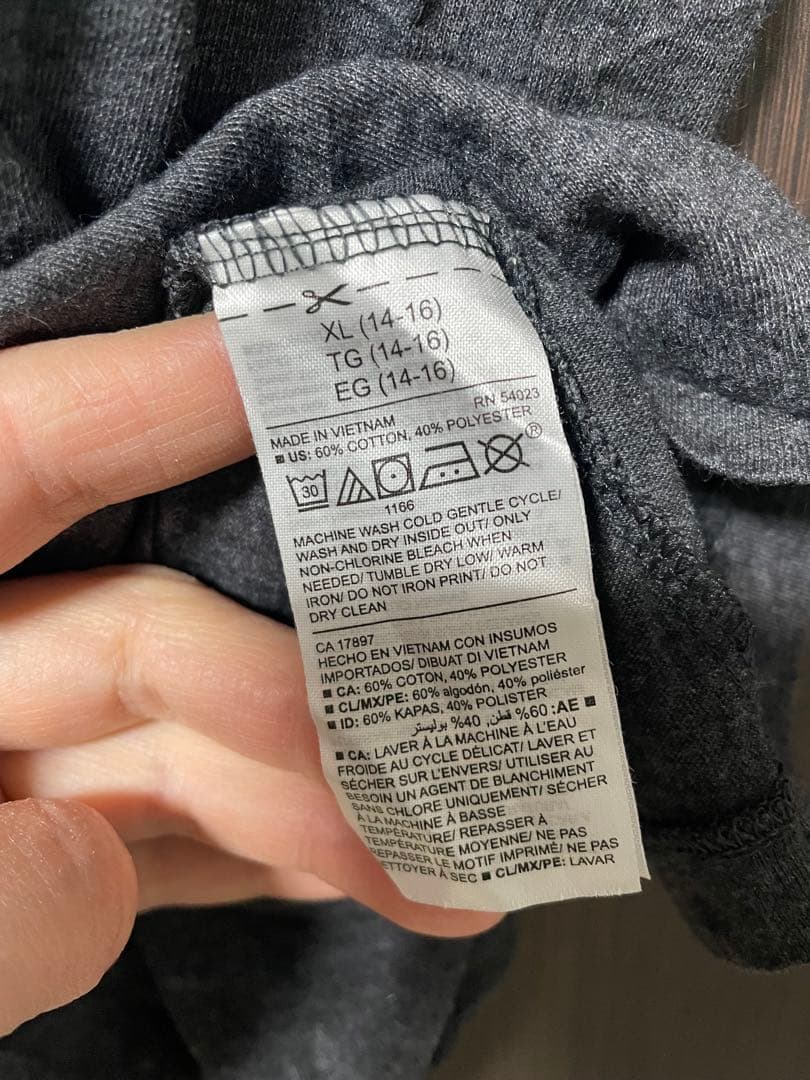 XL (14-16)
TG (14-16)
EG (14-16)
RN 54023
MADE IN VIETNAM
US: 60% COTTON, 40% POLYESTER
30
®
1166
MACHINE WASH COLD GENTLE CYCLE/
WASH AND DRY INSIDE OUT/ ONLY
NON-CHLORINE BLEACH WHEN
NEEDED/ TUMBLE DRY LOW/ WARM
IRON/ DO NOT IRON PRINT/ DO NOT
DRY CLEAN
CA 17897
HECHO EN VIETNAM CON INSUMOS
IMPORTADOS/ DIBUAT DI VIETNAM
CA: 60% COTON, 40% POLYESTER
CL/MX/PE: 60% algodón, 40% poliéster
ID: 60% KAPAS, 40% POLISTER
AE: 60% قطن, 40% بوليستر
CA: LAVER À LA MACHINE À L'EAU
FROIDE AU CYCLE DÉLICAT/ LAVER ET
SÉCHER SUR L'ENVERS/ UTILISER AU
BESOIN UN AGENT DE BLANCHIMENT
SANS CHLORE UNIQUEMENT/ SÉCHER
À LA MACHINE À BASSE
TEMPÉRATURE/ REPASSER À
TEMPÉRATURE MOYENNE/ NE PAS
REPASSER LE MOTIF IMPRIMÉ/ NE PAS
NETTOYER À SEC CL/MX/PE: LAVAR